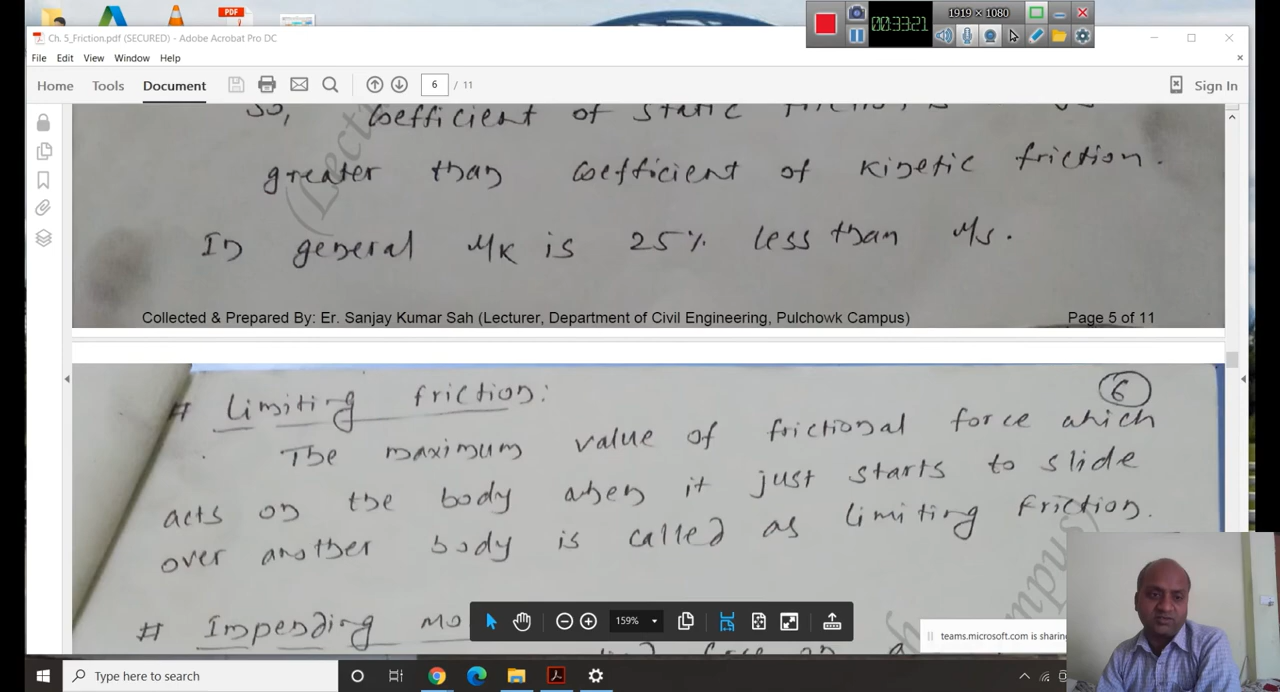 PDF
00:33:21
1919 × 1080
Ch. 5_Friction.pdf (SECURED) - Adobe Acrobat Pro DC
File Edit View Window Help
Home Tools Document 6 / 11 Sign In
So, Coefficient of static
greater than coefficient of kinetic friction.
(Lect
In general μk is 25% less than μs.
Collected & Prepared By: Er. Sanjay Kumar Sah (Lecturer, Department of Civil Engineering, Pulchowk Campus) Page 5 of 11
6
# Limiting friction:
The maximum value of frictional force which
acts on the body when it just starts to slide
over another body is called as limiting friction.
# Impending mo
159%
teams.microsoft.com is sharing
Type here to search